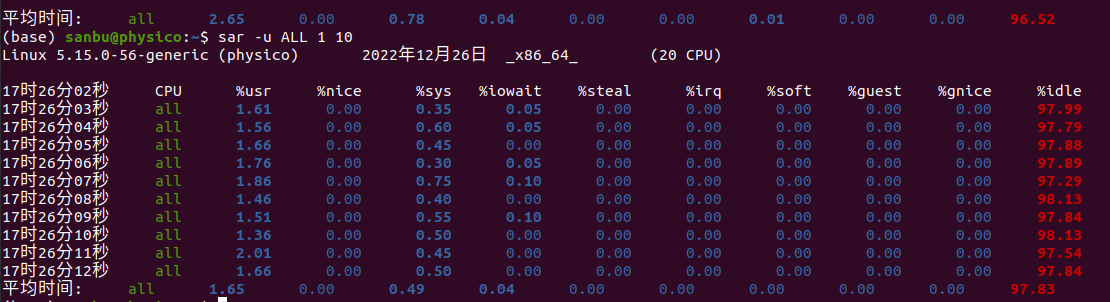 平均时间: all 2.65 0.00 0.78 0.04 0.00 0.00 0.01 0.00 0.00 96.52
(base) sanbu@physico:~$ sar -u ALL 1 10
Linux 5.15.0-56-generic (physico) 2022年12月26日 _x86_64_ (20 CPU)
17时26分02秒 CPU %usr %nice %sys %iowait %steal %irq %soft %guest %gnice %idle
17时26分03秒 all 1.61 0.00 0.35 0.05 0.00 0.00 0.00 0.00 0.00 97.99
17时26分04秒 all 1.56 0.00 0.60 0.05 0.00 0.00 0.00 0.00 0.00 97.79
17时26分05秒 all 1.66 0.00 0.45 0.00 0.00 0.00 0.00 0.00 0.00 97.88
17时26分06秒 all 1.76 0.00 0.30 0.05 0.00 0.00 0.00 0.00 0.00 97.89
17时26分07秒 all 1.86 0.00 0.75 0.10 0.00 0.00 0.00 0.00 0.00 97.29
17时26分08秒 all 1.46 0.00 0.40 0.00 0.00 0.00 0.00 0.00 0.00 98.13
17时26分09秒 all 1.51 0.00 0.55 0.10 0.00 0.00 0.00 0.00 0.00 97.84
17时26分10秒 all 1.36 0.00 0.50 0.00 0.00 0.00 0.00 0.00 0.00 98.13
17时26分11秒 all 2.01 0.00 0.45 0.00 0.00 0.00 0.00 0.00 0.00 97.54
17时26分12秒 all 1.66 0.00 0.50 0.00 0.00 0.00 0.00 0.00 0.00 97.84
平均时间: all 1.65 0.00 0.49 0.04 0.00 0.00 0.00 0.00 0.00 97.83